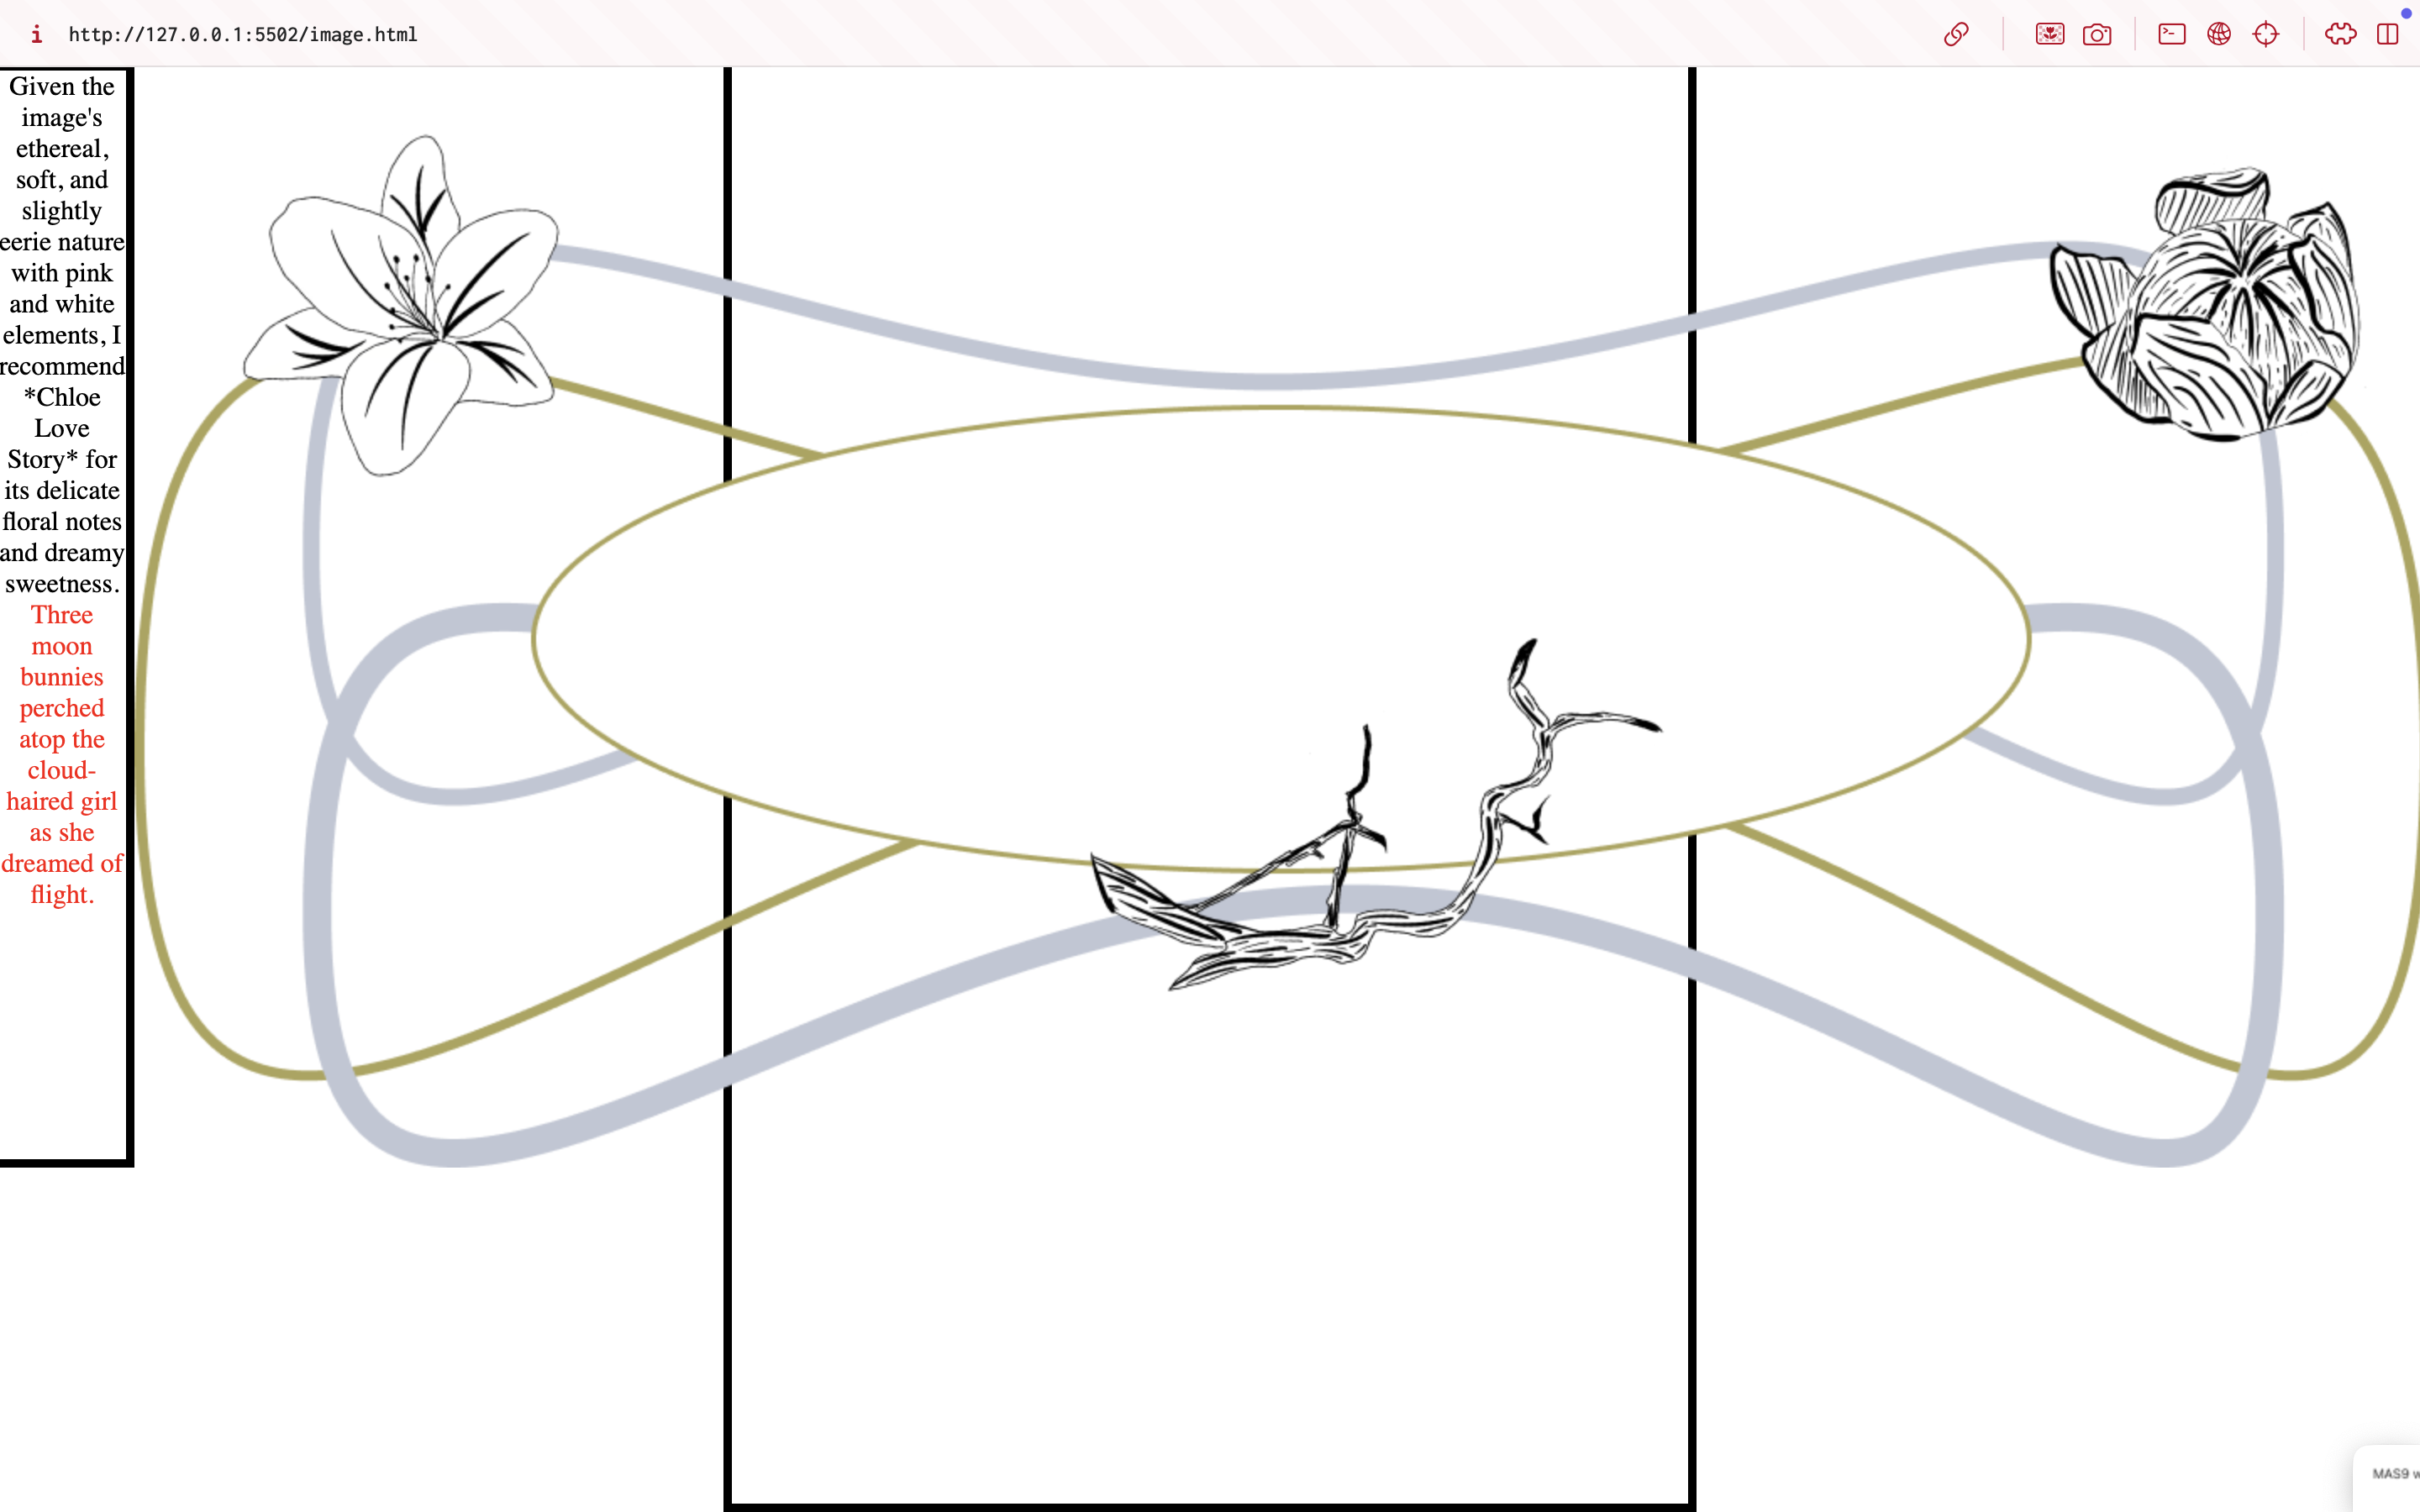 i http://127.0.0.1:5502/image.html
Given the
image's
ethereal,
soft, and
slightly
eerie nature
with pink
and white
elements, I
recommend
*Chloe
Love
Story* for
its delicate
floral notes
and dreamy
sweetness.
Three
moon
bunnies
perched
atop the
cloud-
haired girl
as she
dreamed of
flight.
MAS9 w